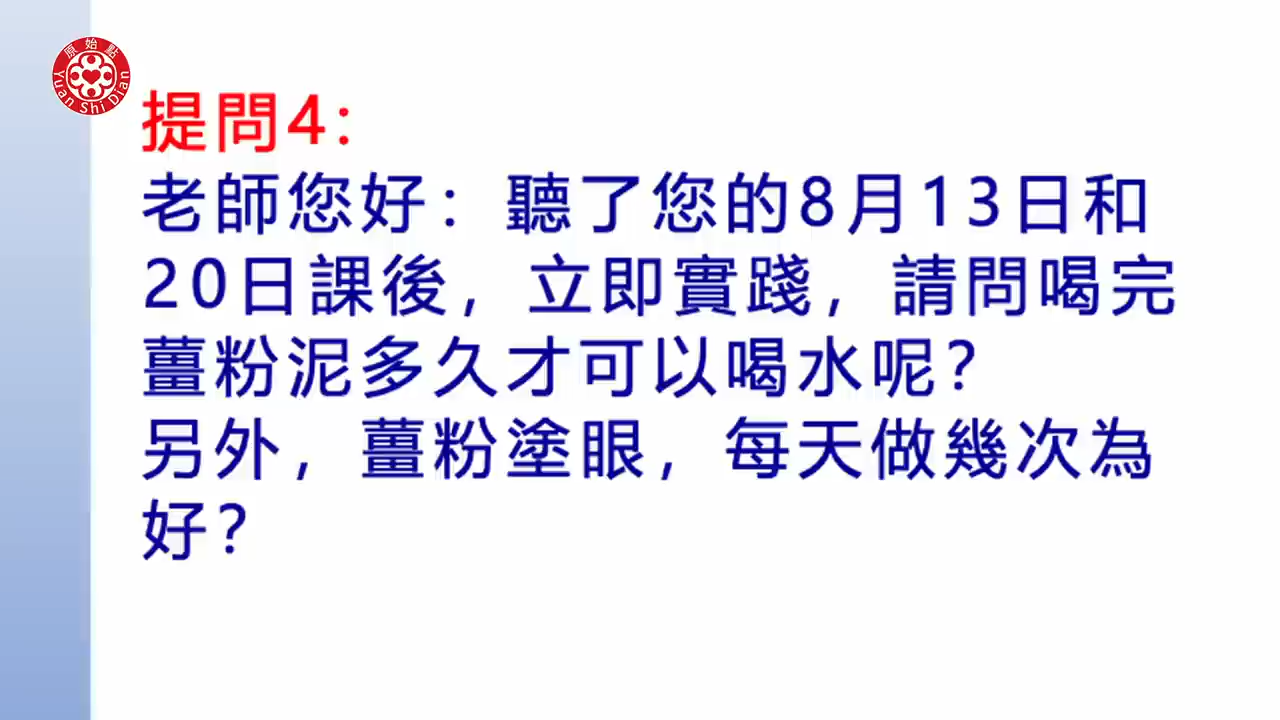 原始點
Yuan Shi Dian
提問4：
老師您好：聽了您的8月13日和
20日課後，立即實踐，請問喝完
薑粉泥多久才可以喝水呢？
另外，薑粉塗眼，每天做幾次為
好？